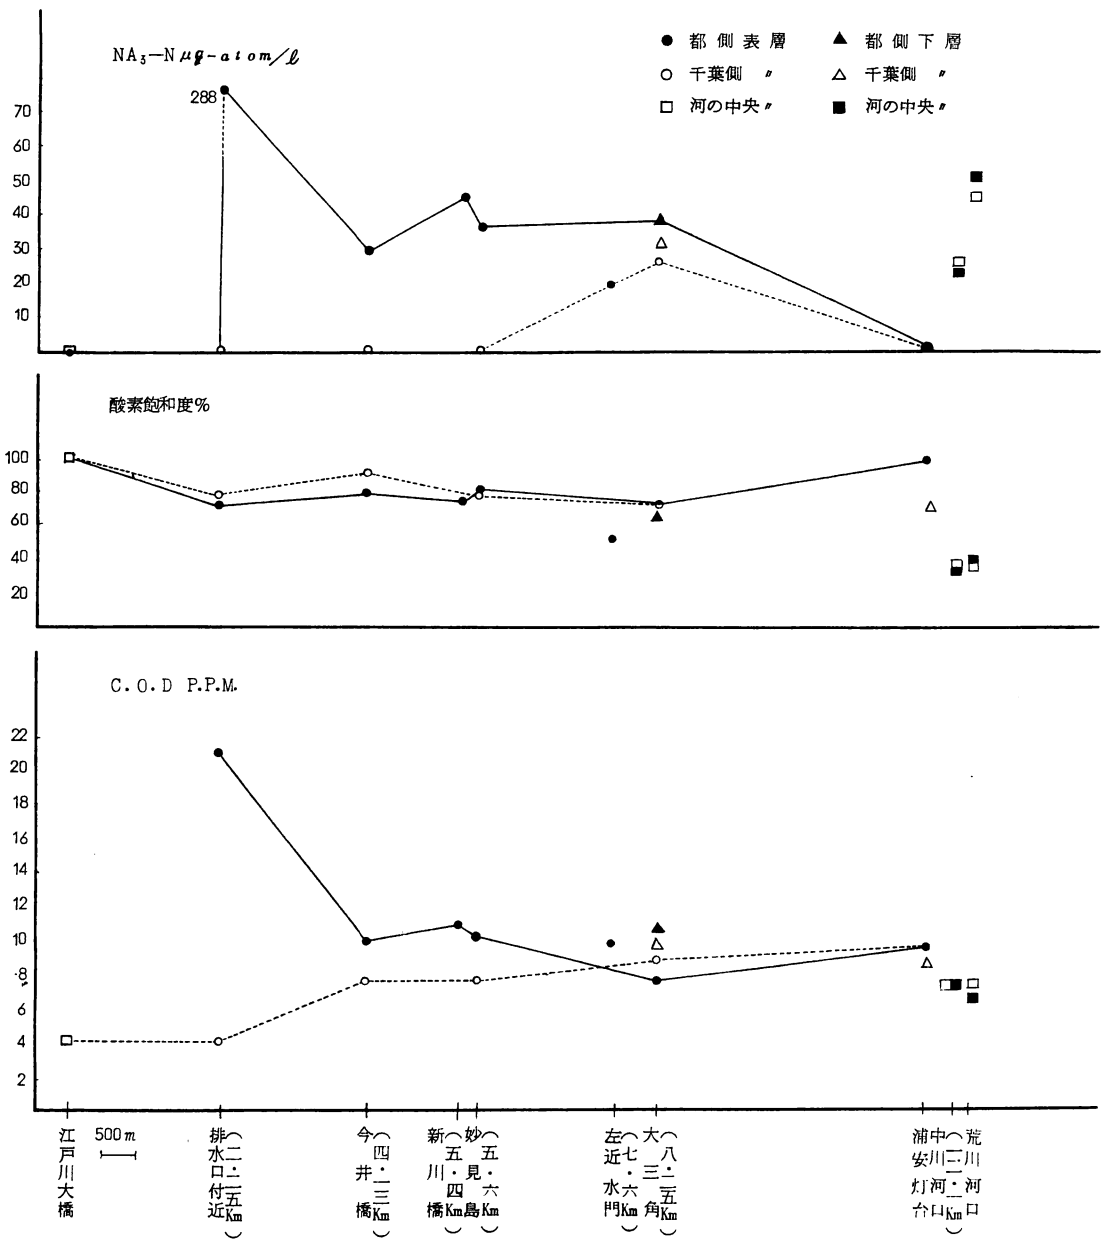 NA₃—N μg-atom/ℓ
● 都側表層 ▲ 都側下層
○ 千葉側 〃 △ 千葉側 〃
□ 河の中央〃 ■ 河の中央〃
288
70
60
50
40
30
20
10
酸素飽和度%
100
80
60
40
20
C.O.D P.P.M.
22
20
18
16
14
12
10
8
6
4
2
江戸川大橋
500m
排水口付近
(二・二五Km)
今井橋
(四・二三Km)
新川橋
(五・四Km)
妙見島
(五・六Km)
左近水門
(七・六Km)
大三角
(八・二五Km)
浦安灯台
中川河口
荒川河口